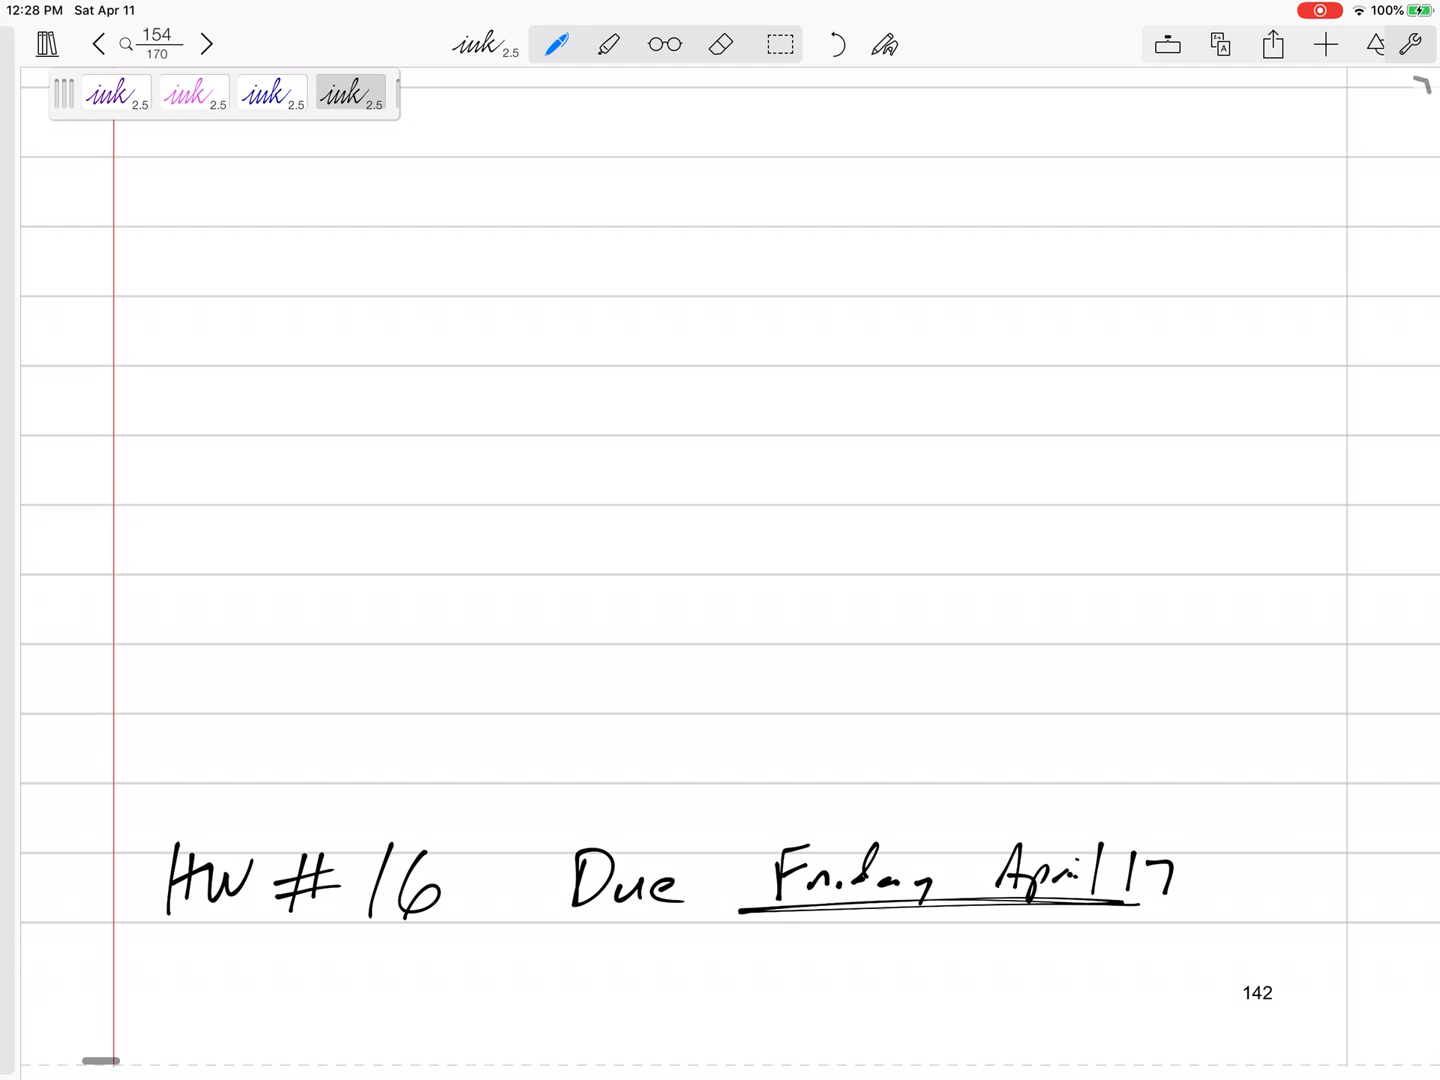 12:28 PM Sat Apr 11
100%
154
170
ink 2.5
ink 2.5 ink 2.5 ink 2.5 ink 2.5
HW # 16 Due Friday April 17
142